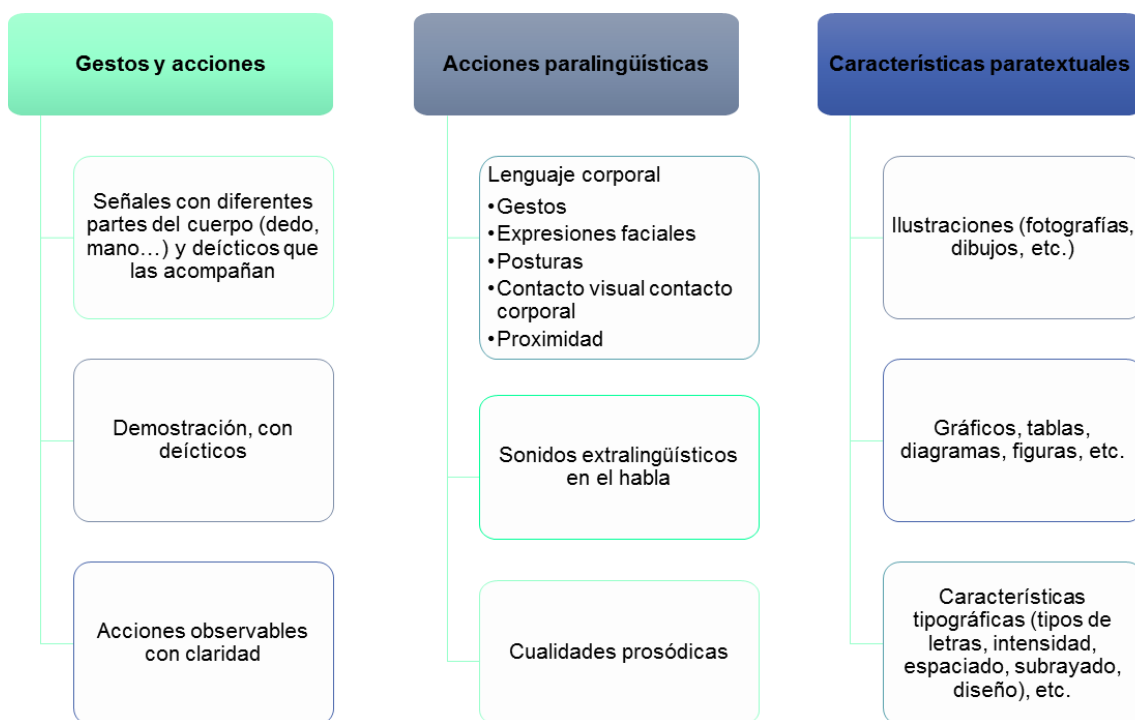 Gestos y acciones
Señales con diferentes
partes del cuerpo (dedo,
mano…) y deícticos que
las acompañan
Demostración, con
deícticos
Acciones observables
con claridad
Acciones paralingüísticas
Lenguaje corporal
•Gestos
•Expresiones faciales
•Posturas
•Contacto visual contacto
corporal
•Proximidad
Sonidos extralingüísticos
en el habla
Cualidades prosódicas
Características paratextuales
Ilustraciones (fotografías,
dibujos, etc.)
Gráficos, tablas,
diagramas, figuras, etc.
Características
tipográficas (tipos de
letras, intensidad,
espaciado, subrayado,
diseño), etc.